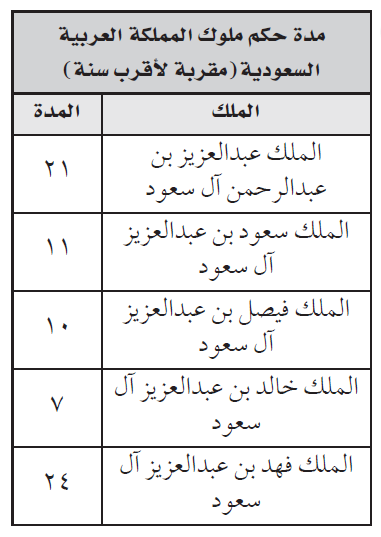 مدة حكم ملوك المملكة العربية
السعودية (مقربة لأقرب سنة)
الملك المدة
الملك عبدالعزيز بن
عبدالرحمن آل سعود
٢١
الملك سعود بن عبدالعزيز
آل سعود
١١
الملك فيصل بن عبدالعزيز
آل سعود
١٠
الملك خالد بن عبدالعزيز آل
سعود
٧
الملك فهد بن عبدالعزيز آل
سعود
٢٤